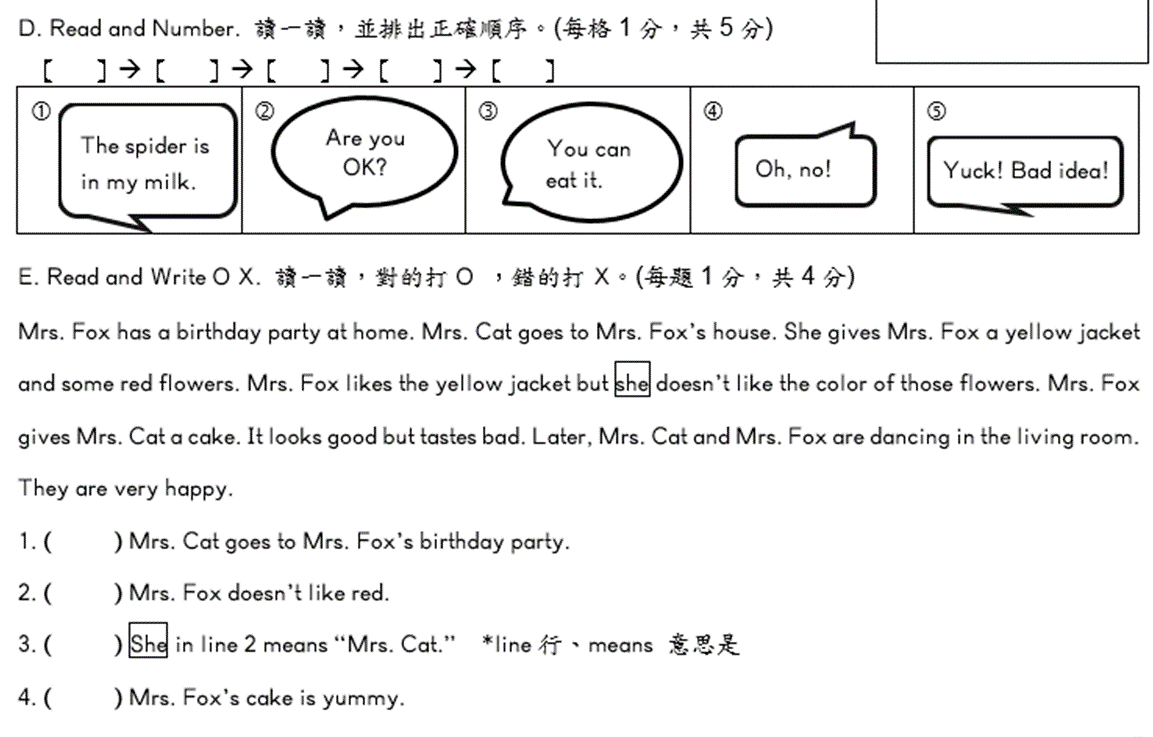 D. Read and Number. 讀一讀，並排出正確順序。(每格 1 分，共 5 分)
[ ] → [ ] → [ ] → [ ] → [ ]
① The spider is
in my milk.
② Are you
OK?
③ You can
eat it.
④ Oh, no!
⑤ Yuck! Bad idea!
E. Read and Write O X. 讀一讀，對的打 O ，錯的打 X。(每題 1 分，共 4 分)
Mrs. Fox has a birthday party at home. Mrs. Cat goes to Mrs. Fox's house. She gives Mrs. Fox a yellow jacket
and some red flowers. Mrs. Fox likes the yellow jacket but she doesn't like the color of those flowers. Mrs. Fox
gives Mrs. Cat a cake. It looks good but tastes bad. Later, Mrs. Cat and Mrs. Fox are dancing in the living room.
They are very happy.
1. ( ) Mrs. Cat goes to Mrs. Fox's birthday party.
2. ( ) Mrs. Fox doesn't like red.
3. ( ) She in line 2 means “Mrs. Cat.” *line 行、means 意思是
4. ( ) Mrs. Fox's cake is yummy.